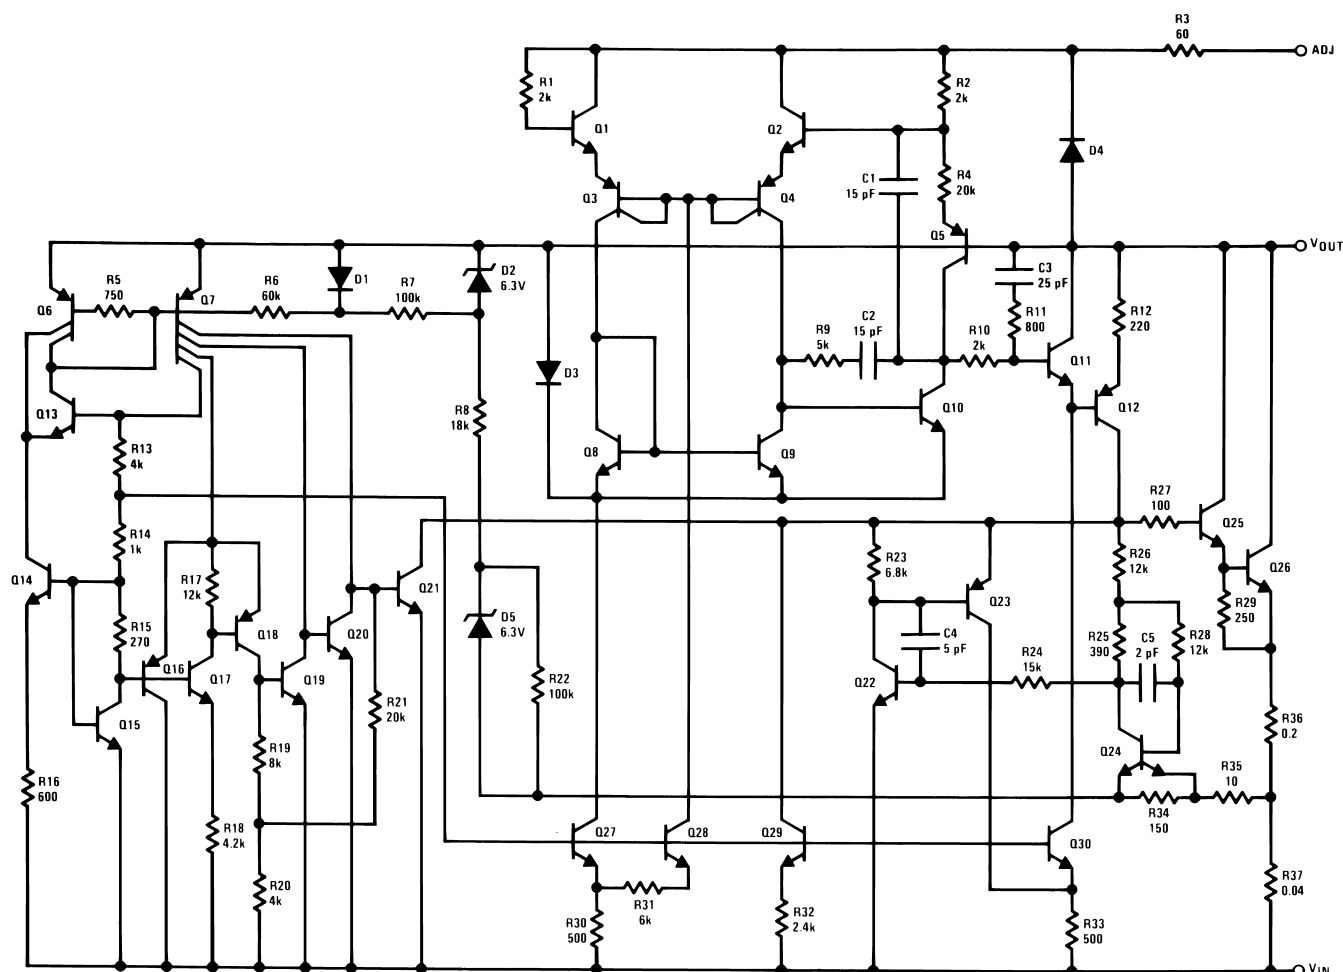 R3
60
ADJ
R1
2k
Q1
Q2
R2
2k
D4
C1
15 pF
R4
20k
Q3
Q4
Q5
VOUT
R5
750
Q6
Q7
R6
60k
D1
R7
100k
D2
6.3V
C3
25 pF
R11
800
R12
220
R9
5k
C2
15 pF
R10
2k
Q11
D3
Q12
Q13
R8
18k
Q10
R13
4k
Q8
Q9
R27
100
Q25
R14
1k
Q14
R17
12k
Q21
R23
6.8k
R26
12k
Q26
Q23
R29
250
R15
270
Q18
Q20
D5
6.3V
C4
5 pF
R25
390
C5
2 pF
R28
12k
Q16
Q17
Q19
R24
15k
Q22
R22
100k
R21
20k
Q15
R19
8k
Q24
R36
0.2
R16
600
R35
10
R34
150
R18
4.2k
Q27
Q28
Q29
Q30
R20
4k
R31
6k
R37
0.04
R30
500
R32
2.4k
R33
500
VIN